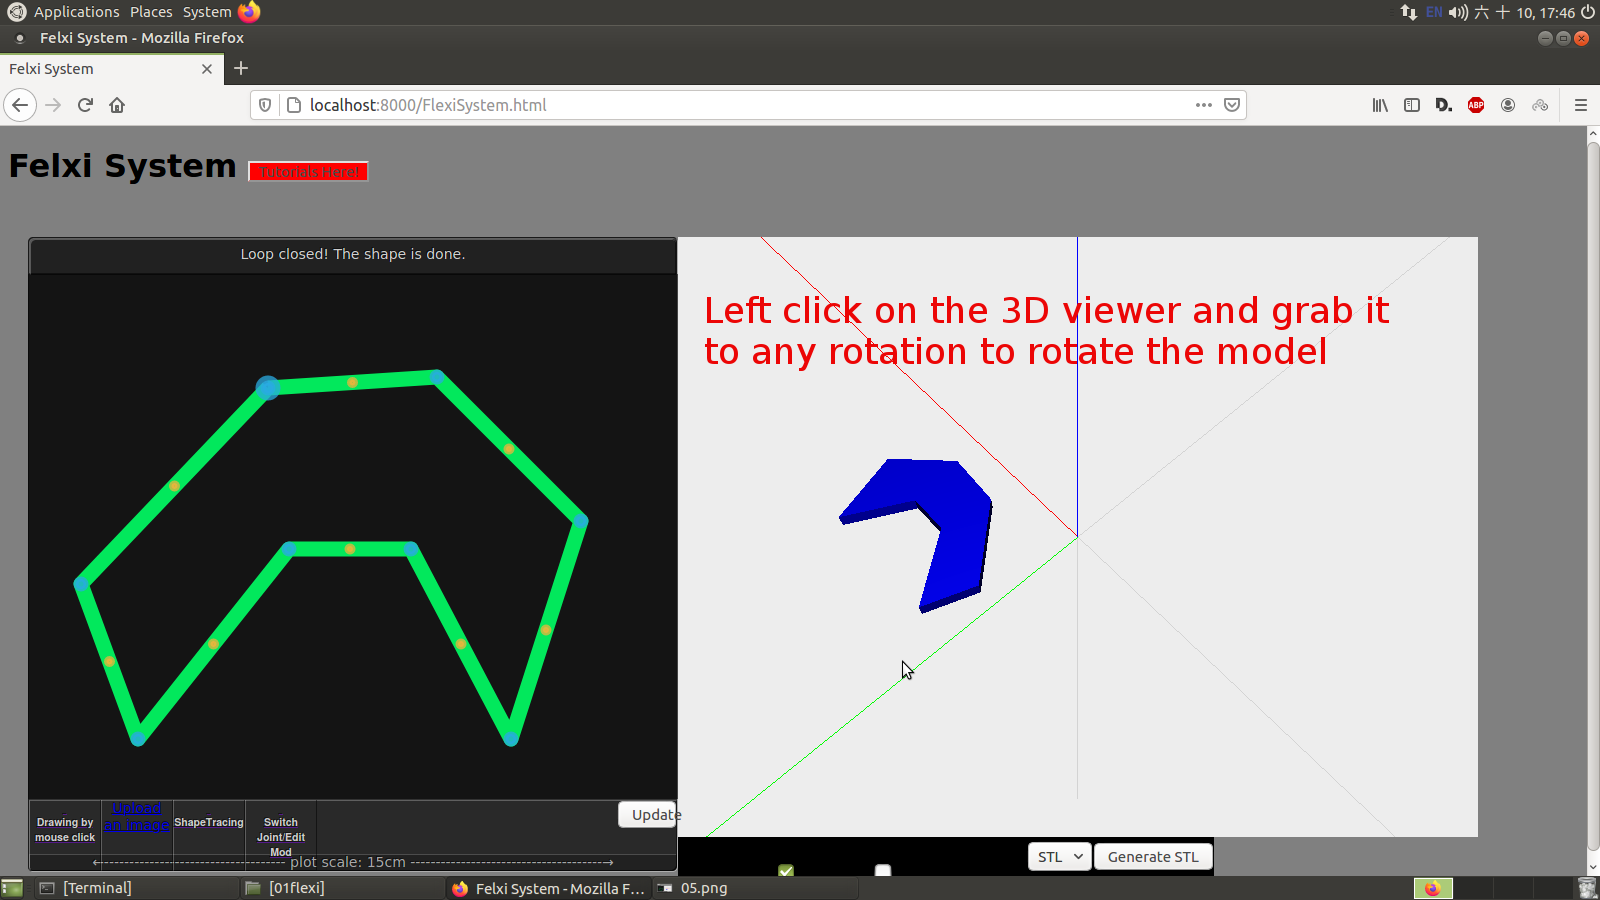 Applications Places System
EN 六 十 10, 17:46
Felxi System - Mozilla Firefox
Felxi System
localhost:8000/FlexiSystem.html
D.
ABP
Felxi System
Tutorials Here!
Loop closed! The shape is done.
Left click on the 3D viewer and grab it
to any rotation to rotate the model
Drawing by
mouse click
Upload
an image
ShapeTracing
Switch
Joint/Edit
Mod
Update
plot scale: 15cm
STL
Generate STL
[Terminal]
[01flexi]
Felxi System - Mozilla F...
05.png